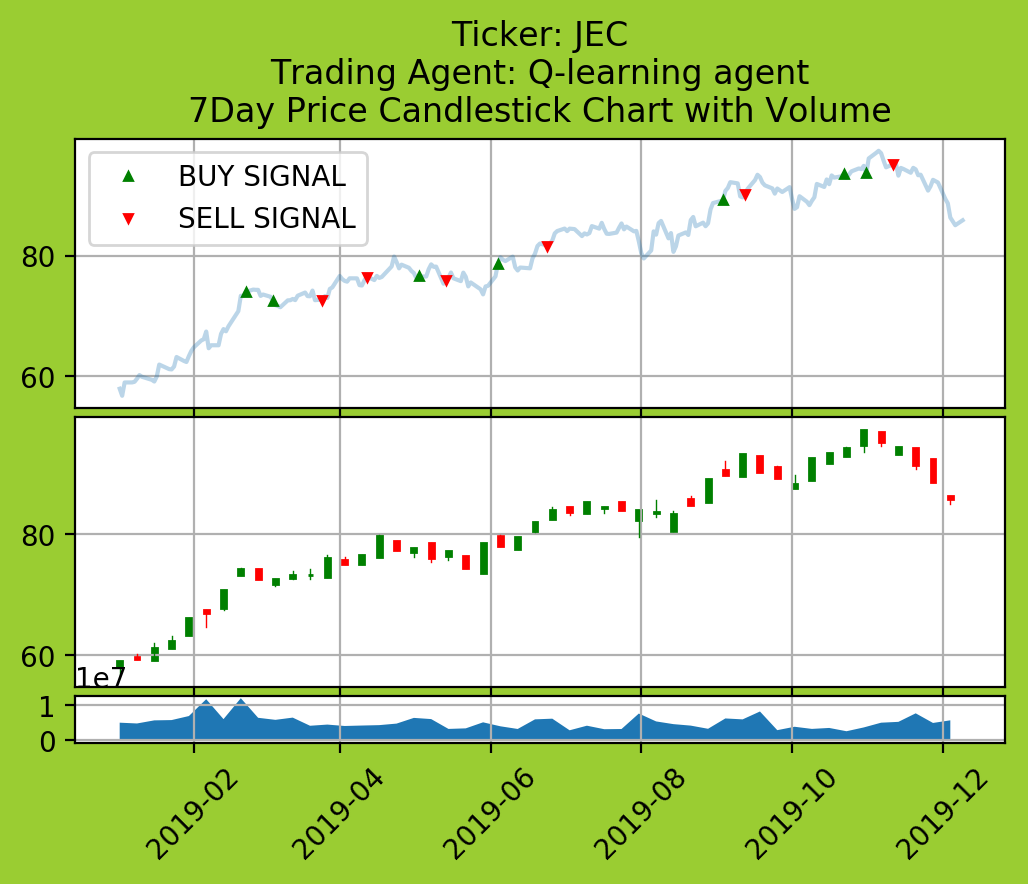 Ticker: JEC
Trading Agent: Q-learning agent
7Day Price Candlestick Chart with Volume
BUY SIGNAL
SELL SIGNAL
80
60
80
60
1e7
1
0
2019-02
2019-04
2019-06
2019-08
2019-10
2019-12